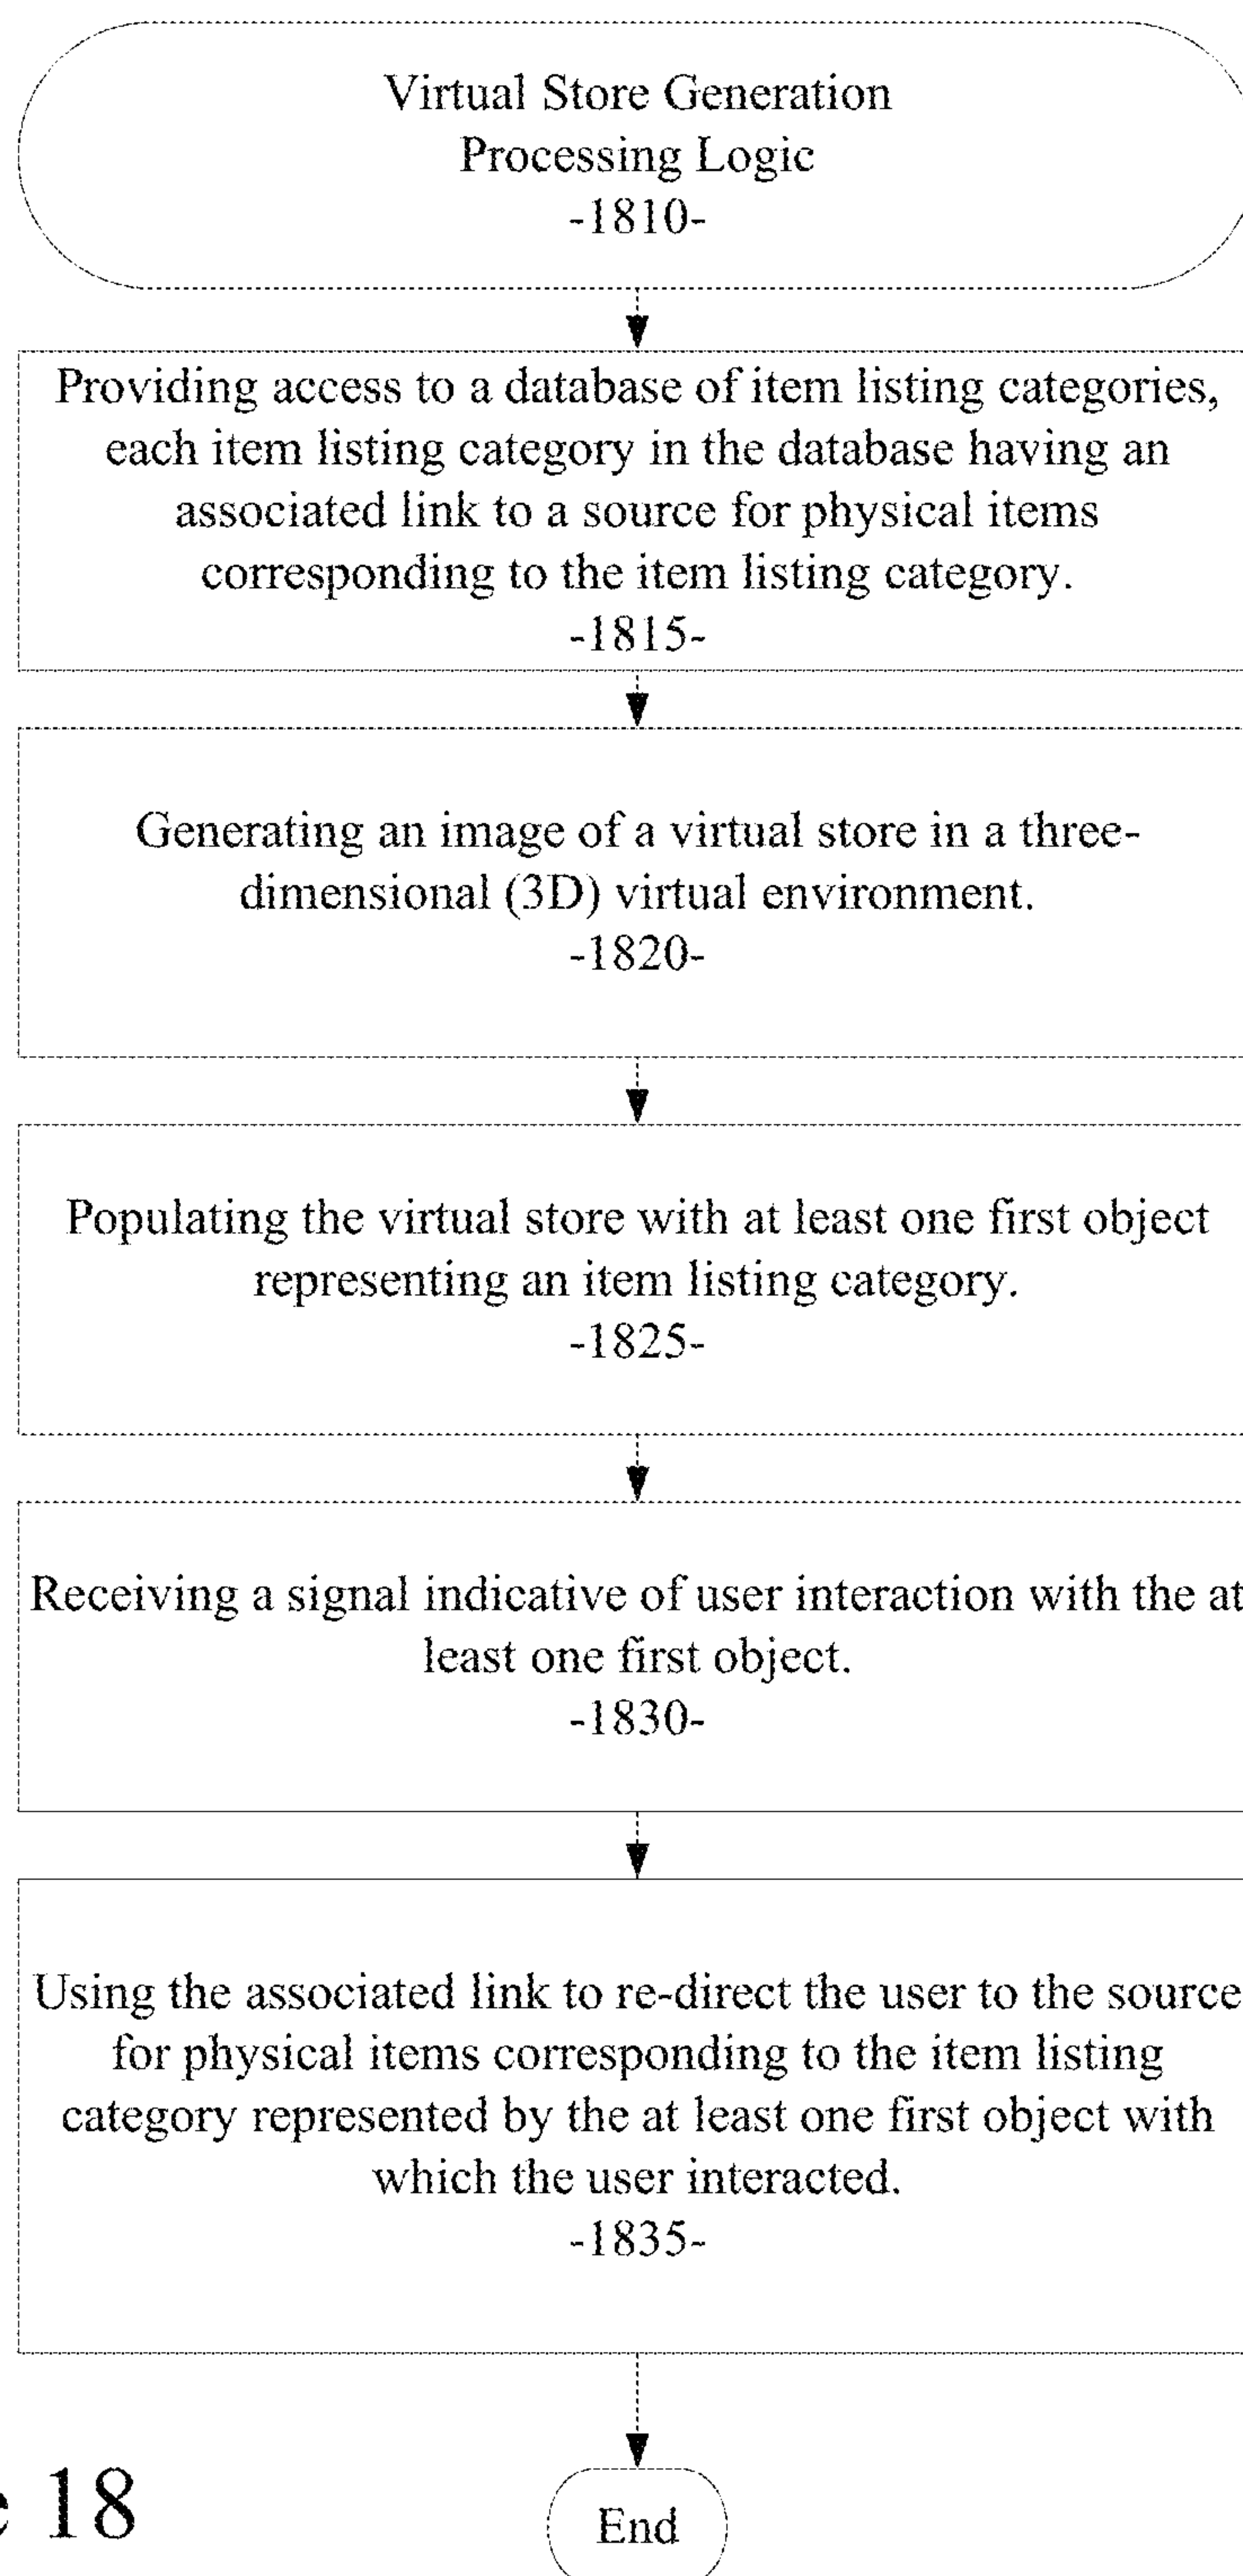 Virtual Store Generation
Processing Logic
-1810-
Providing access to a database of item listing categories,
each item listing category in the database having an
associated link to a source for physical items
corresponding to the item listing category.
-1815-
Generating an image of a virtual store in a three-
dimensional (3D) virtual environment.
-1820-
Populating the virtual store with at least one first object
representing an item listing category.
-1825-
Receiving a signal indicative of user interaction with the at
least one first object.
-1830-
Using the associated link to re-direct the user to the source
for physical items corresponding to the item listing
category represented by the at least one first object with
which the user interacted.
-1835-
End
e 18